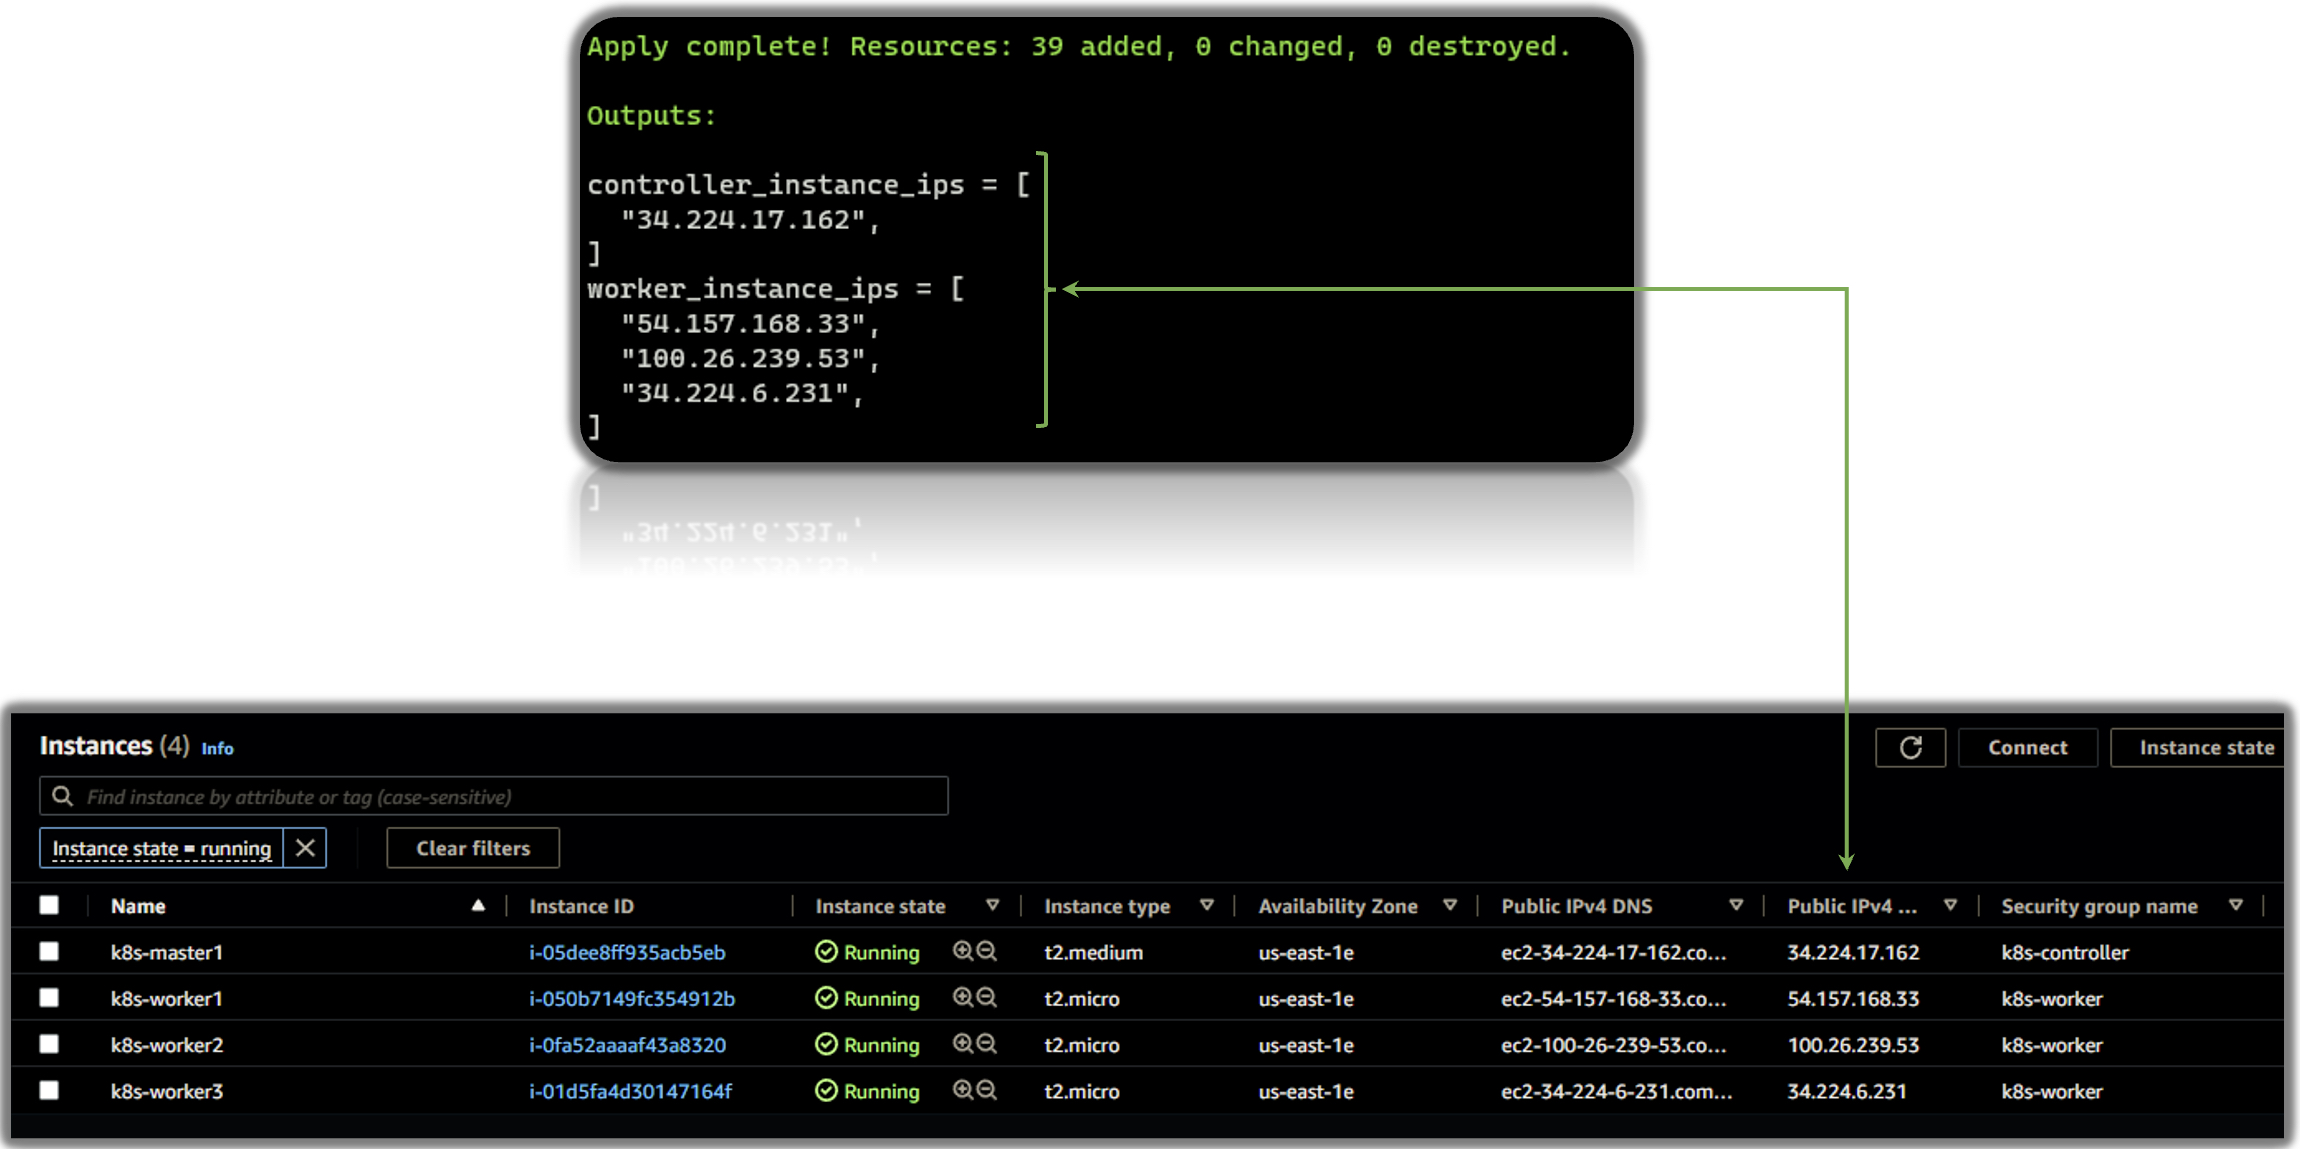 Apply complete! Resources: 39 added, 0 changed, 0 destroyed.
Outputs:
controller_instance_ips = [
"34.224.17.162",
]
worker_instance_ips = [
"54.157.168.33",
"100.26.239.53",
"34.224.6.231",
]
Instances (4) Info
Connect
Instance state
Find instance by attribute or tag (case-sensitive)
Instance state = running
Clear filters
Name Instance ID Instance state Instance type Availability Zone Public IPv4 DNS Public IPv4 ... Security group name
k8s-master1 i-05dee8ff935acb5eb Running t2.medium us-east-1e ec2-34-224-17-162.co... 34.224.17.162 k8s-controller
k8s-worker1 i-050b7149fc354912b Running t2.micro us-east-1e ec2-54-157-168-33.co... 54.157.168.33 k8s-worker
k8s-worker2 i-0fa52aaaaf43a8320 Running t2.micro us-east-1e ec2-100-26-239-53.co... 100.26.239.53 k8s-worker
k8s-worker3 i-01d5fa4d30147164f Running t2.micro us-east-1e ec2-34-224-6-231.com... 34.224.6.231 k8s-worker